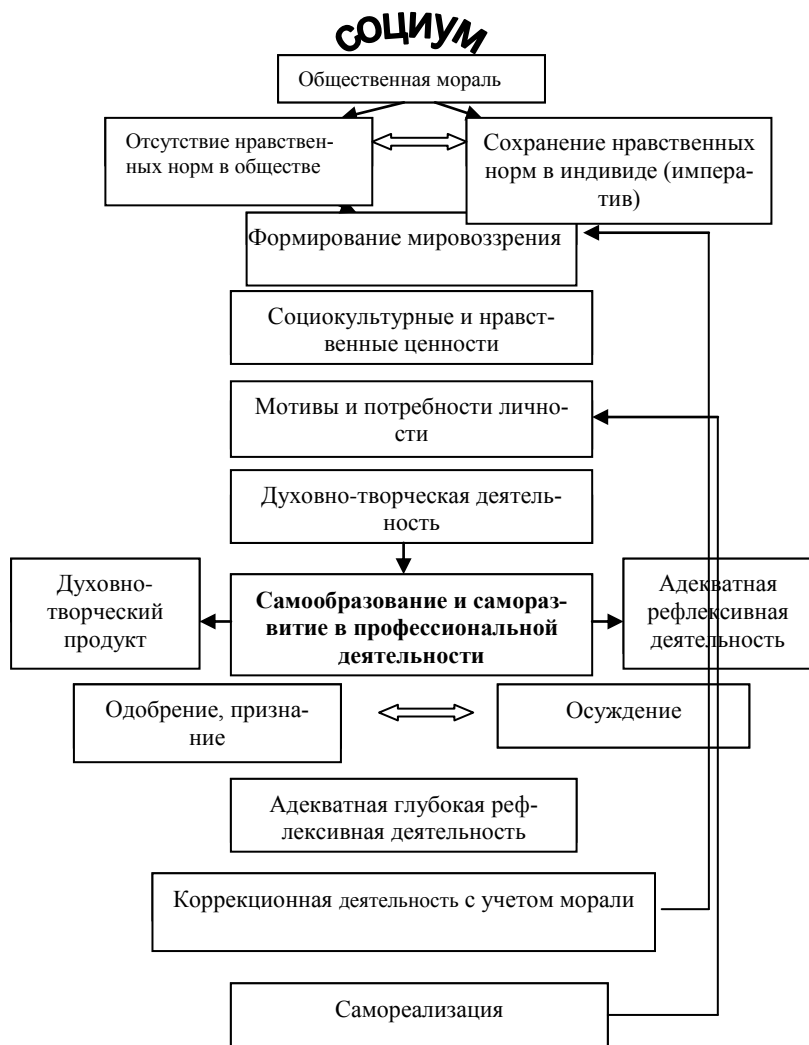 СОЦИУМ
Общественная мораль
Отсутствие нравствен-
ных норм в обществе
Сохранение нравственных
норм в индивиде (импера-
тив)
Формирование мировоззрения
Социокультурные и нравст-
венные ценности
Мотивы и потребности лично-
сти
Духовно-творческая деятель-
ность
Духовно-
творческий
продукт
Самообразование и самораз-
витие в профессиональной
деятельности
Адекватная
рефлексивная
деятельность
Одобрение, призна-
ние
Осуждение
Адекватная глубокая реф-
лексивная деятельность
Коррекционная деятельность с учетом морали
Самореализация